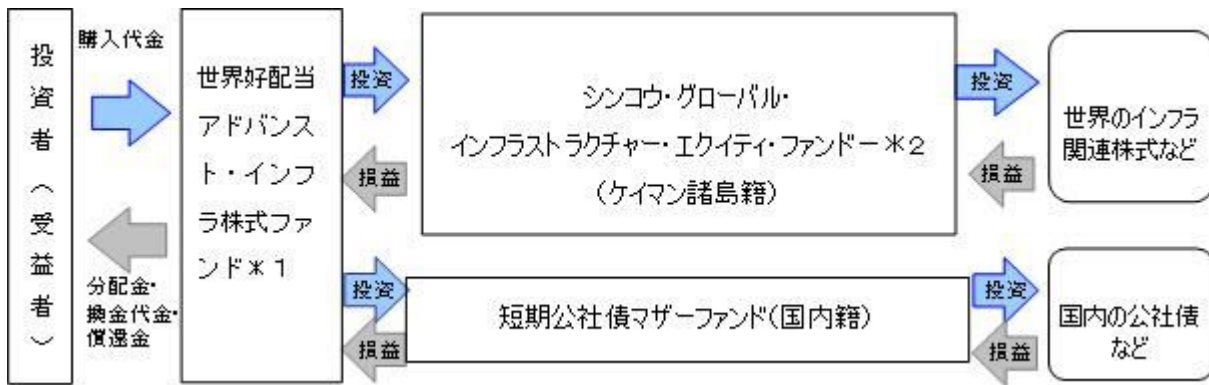 投資者（受益者）
購入代金
分配金・
換金代金・
償還金
世界好配当
アドバンス
ト・インフ
ラ株式ファ
ンド＊１
投資
損益
投資
損益
シンコウ・グローバル・
インフラストラクチャー・エクイティ・ファンドー＊２
（ケイマン諸島籍）
短期公社債マザーファンド（国内籍）
投資
損益
投資
損益
世界のインフラ
関連株式など
国内の公社債
など